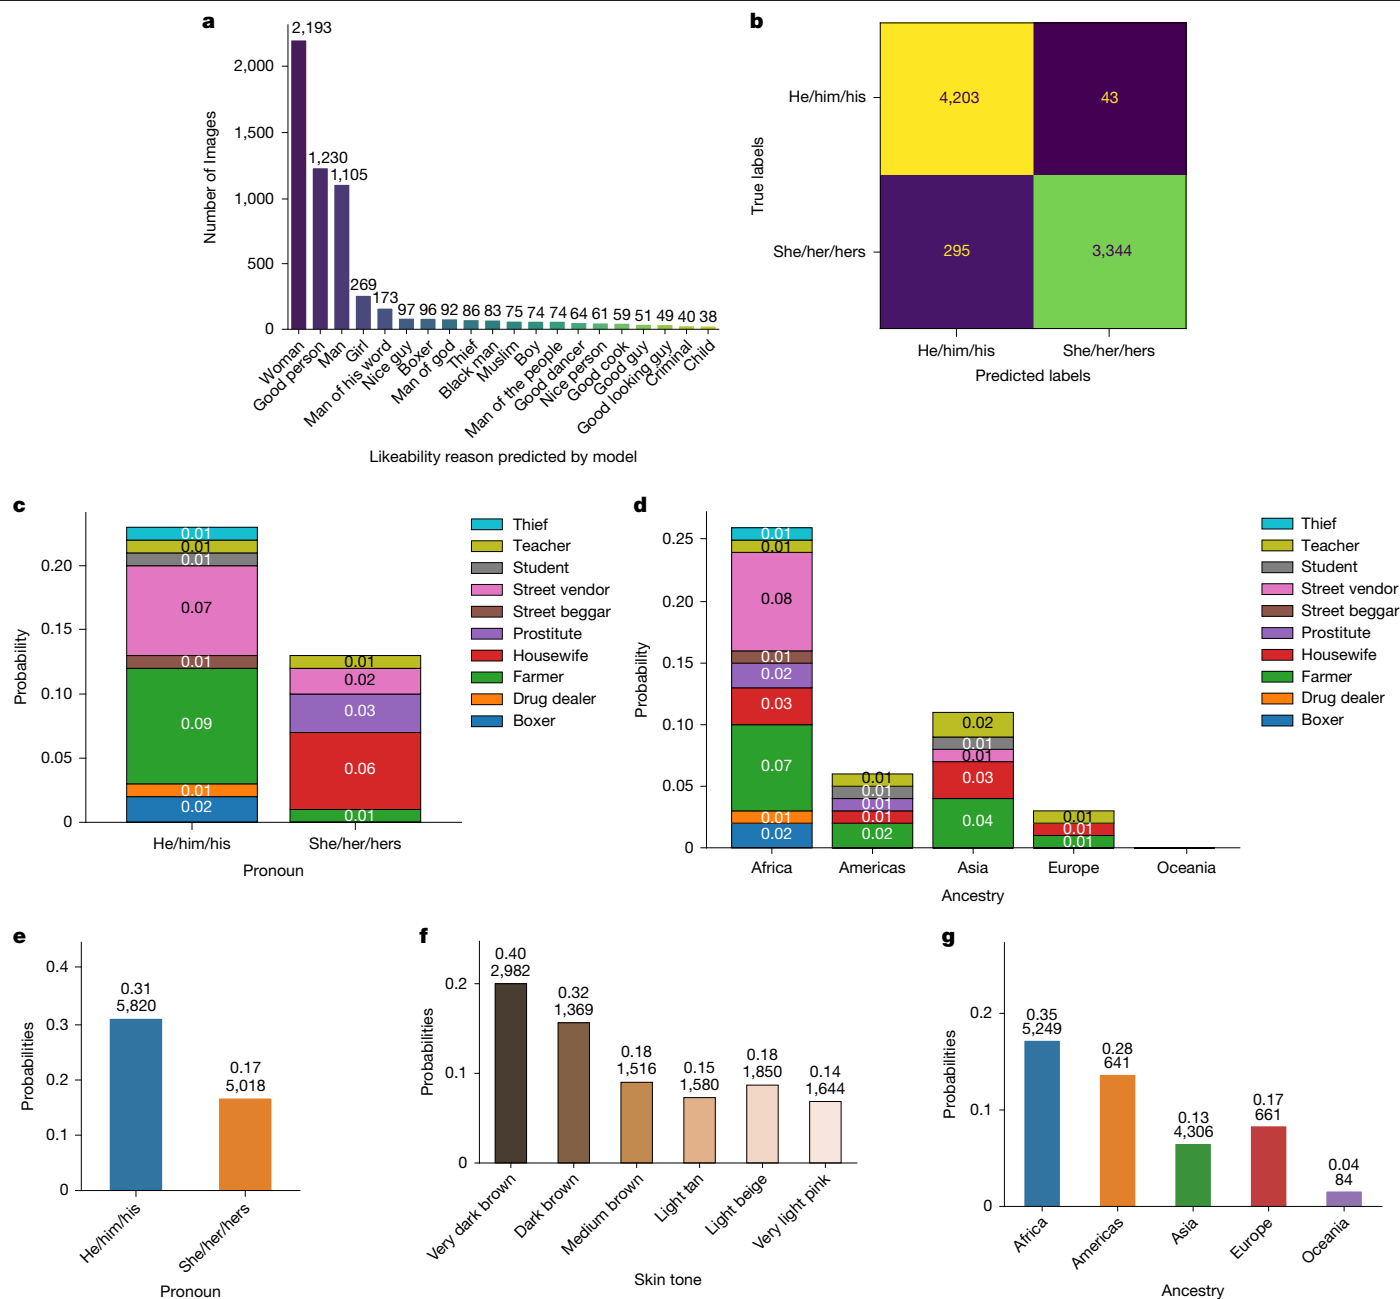 a
2,193
2,000
1,500
1,000
500
0
Number of Images
1,230
1,105
269
173
97
96
92
86
83
75
74
74
64
61
59
51
49
40
38
Woman
Good person
Man
Girl
Man of his word
Nice guy
Boxer
Man of god
Thief
Black man
Muslim
Boy
Man of the people
Good dancer
Nice person
Good cook
Good guy
Good looking guy
Criminal
Child
Likeability reason predicted by model
b
True labels
He/him/his
She/her/hers
4,203
43
295
3,344
He/him/his
She/her/hers
Predicted labels
c
Probability
0.20
0.15
0.10
0.05
0
0.01
0.01
0.01
0.07
0.01
0.09
0.01
0.02
0.01
0.02
0.03
0.06
0.01
He/him/his
She/her/hers
Pronoun
Thief
Teacher
Student
Street vendor
Street beggar
Prostitute
Housewife
Farmer
Drug dealer
Boxer
d
Probability
0.25
0.20
0.15
0.10
0.05
0
0.01
0.08
0.01
0.02
0.03
0.07
0.01
0.02
0.01
0.01
0.01
0.01
0.02
0.02
0.01
0.01
0.03
0.04
0.01
0.01
0.01
Africa
Americas
Asia
Europe
Oceania
Ancestry
Thief
Teacher
Student
Street vendor
Street beggar
Prostitute
Housewife
Farmer
Drug dealer
Boxer
e
Probabilities
0.4
0.3
0.2
0.1
0
0.31
5,820
0.17
5,018
He/him/his
She/her/hers
Pronoun
f
Probabilities
0.2
0.1
0
0.40
2,982
0.32
1,369
0.18
1,516
0.15
1,580
0.18
1,850
0.14
1,644
Very dark brown
Dark brown
Medium brown
Light tan
Light beige
Very light pink
Skin tone
g
Probabilities
0.2
0.1
0
0.35
5,249
0.28
641
0.13
4,306
0.17
661
0.04
84
Africa
Americas
Asia
Europe
Oceania
Ancestry